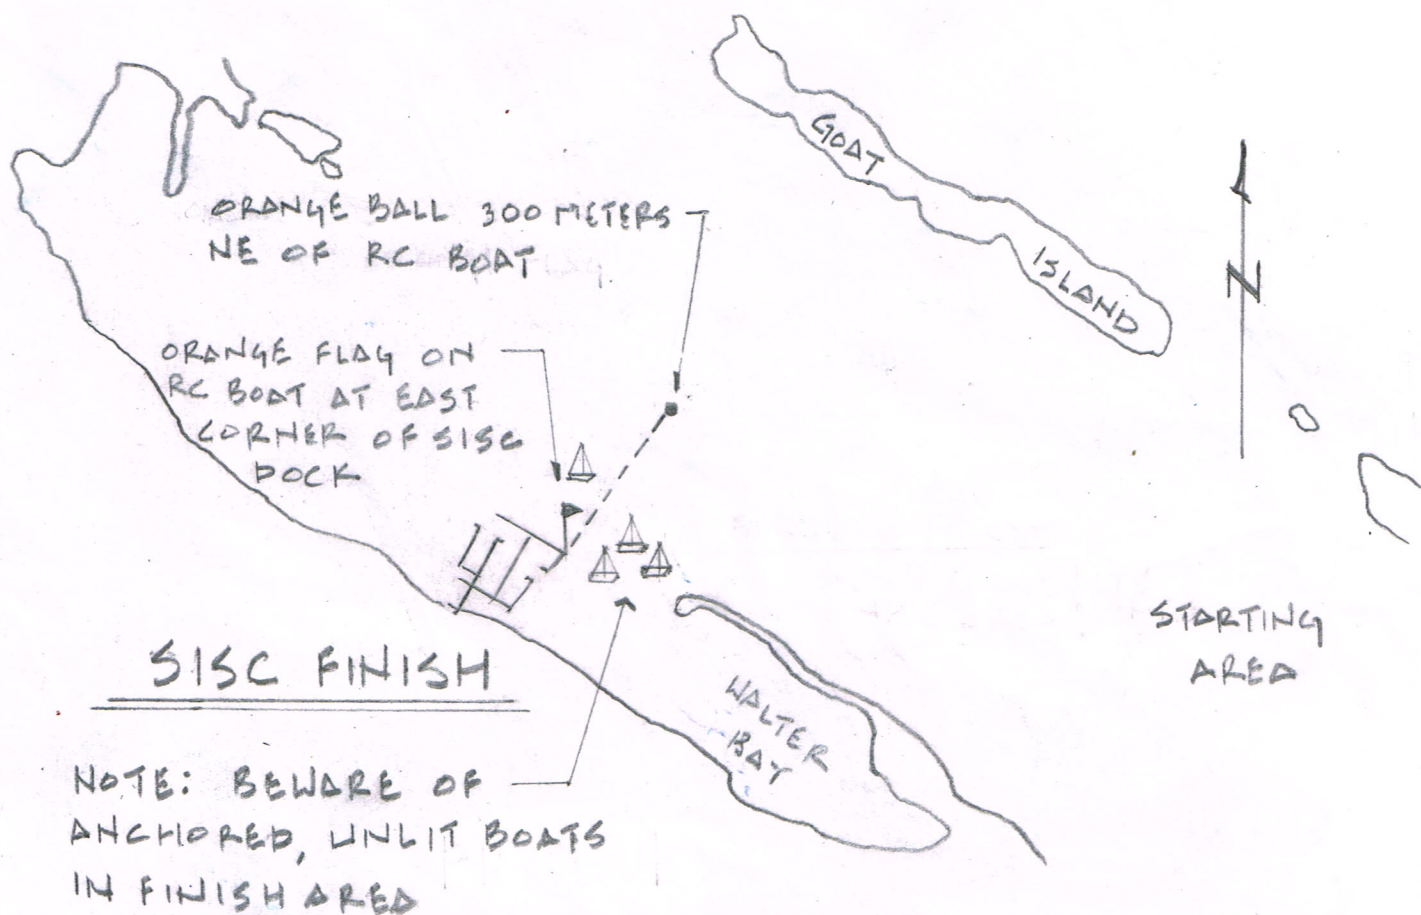 GOAT
ISLAND
N
ORANGE BALL 300 METERS
NE OF RC BOAT
ORANGE FLAG ON
RC BOAT AT EAST
CORNER OF SISC
DOCK
STARTING
AREA
SISC FINISH
WALTER
BAY
NOTE: BEWARE OF
ANCHORED, UNLIT BOATS
IN FINISH AREA